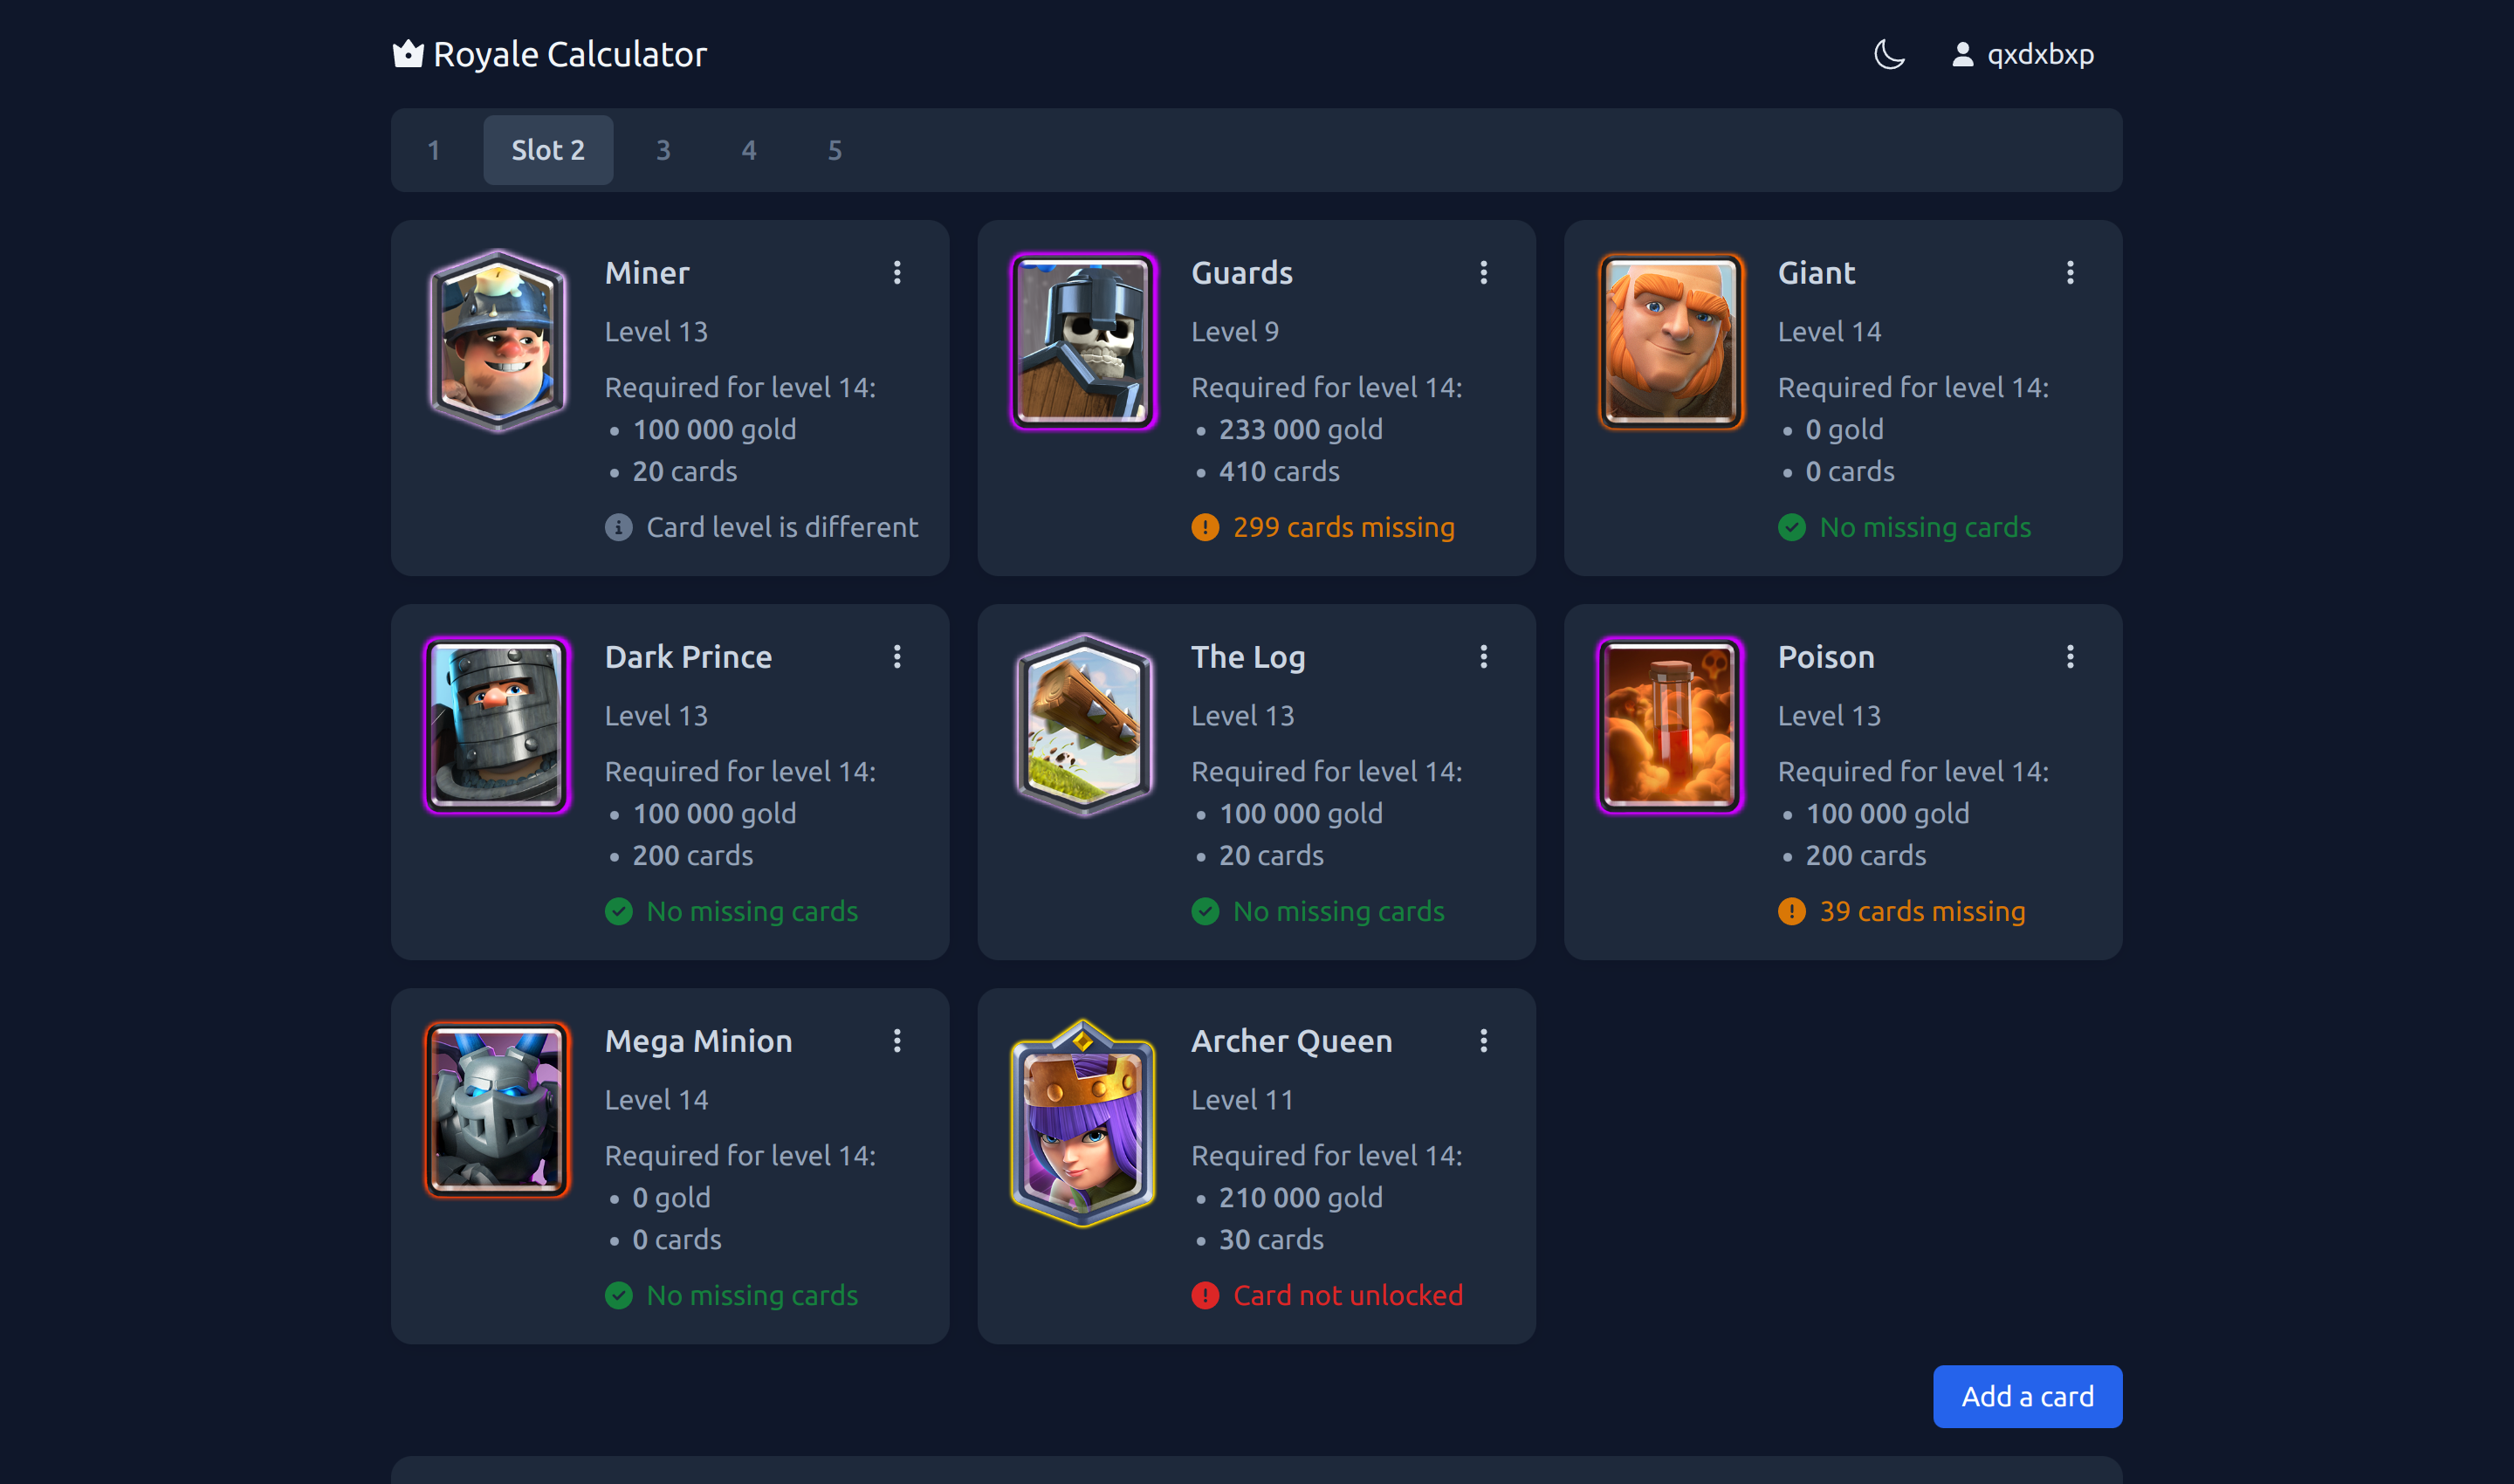 Royale Calculator
qxdxbxp
1 Slot 2 3 4 5
Miner
Level 13
Required for level 14:
• 100 000 gold
• 20 cards
Card level is different
Guards
Level 9
Required for level 14:
• 233 000 gold
• 410 cards
299 cards missing
Giant
Level 14
Required for level 14:
• 0 gold
• 0 cards
No missing cards
Dark Prince
Level 13
Required for level 14:
• 100 000 gold
• 200 cards
No missing cards
The Log
Level 13
Required for level 14:
• 100 000 gold
• 20 cards
No missing cards
Poison
Level 13
Required for level 14:
• 100 000 gold
• 200 cards
39 cards missing
Mega Minion
Level 14
Required for level 14:
• 0 gold
• 0 cards
No missing cards
Archer Queen
Level 11
Required for level 14:
• 210 000 gold
• 30 cards
Card not unlocked
Add a card